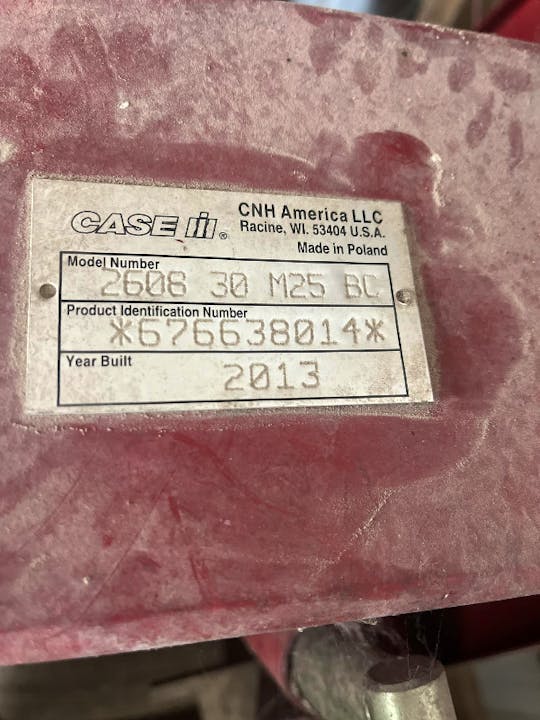 CASE IH® CNH America LLC
Racine, WI. 53404 U.S.A.
Made in Poland
Model Number
2608 30 M25 BC
Product Identification Number
*676638014*
Year Built
2013